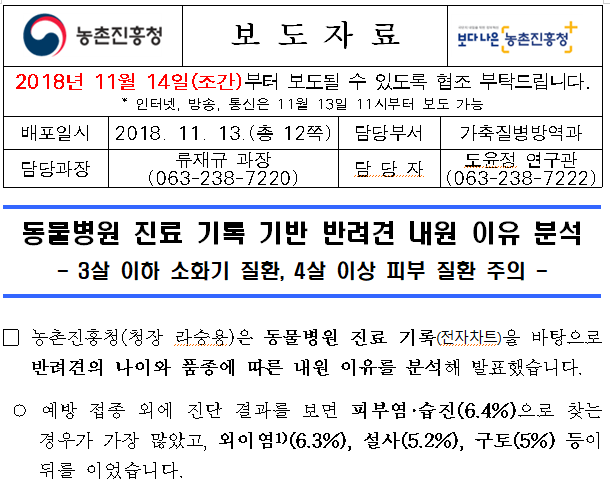 농촌진흥청
보 도 자 료
보다 나은 농촌진흥청
2018년 11월 14일(조간)부터 보도될 수 있도록 협조 부탁드립니다.
* 인터넷, 방송, 통신은 11월 13일 11시부터 보도 가능
배포일시 2018. 11. 13.(총 12쪽) 담당부서 가축질병방역과
담당과장 류재규 과장 (063-238-7220) 담 당 자 도윤정 연구관 (063-238-7222)
동물병원 진료 기록 기반 반려견 내원 이유 분석
- 3살 이하 소화기 질환, 4살 이상 피부 질환 주의 -
□ 농촌진흥청(청장 라승용)은 동물병원 진료 기록(전자차트)을 바탕으로
반려견의 나이와 품종에 따른 내원 이유를 분석해 발표했습니다.
○ 예방 접종 외에 진단 결과를 보면 피부염·습진(6.4%)으로 찾는
경우가 가장 많았고, 외이염1)(6.3%), 설사(5.2%), 구토(5%) 등이
뒤를 이었습니다.